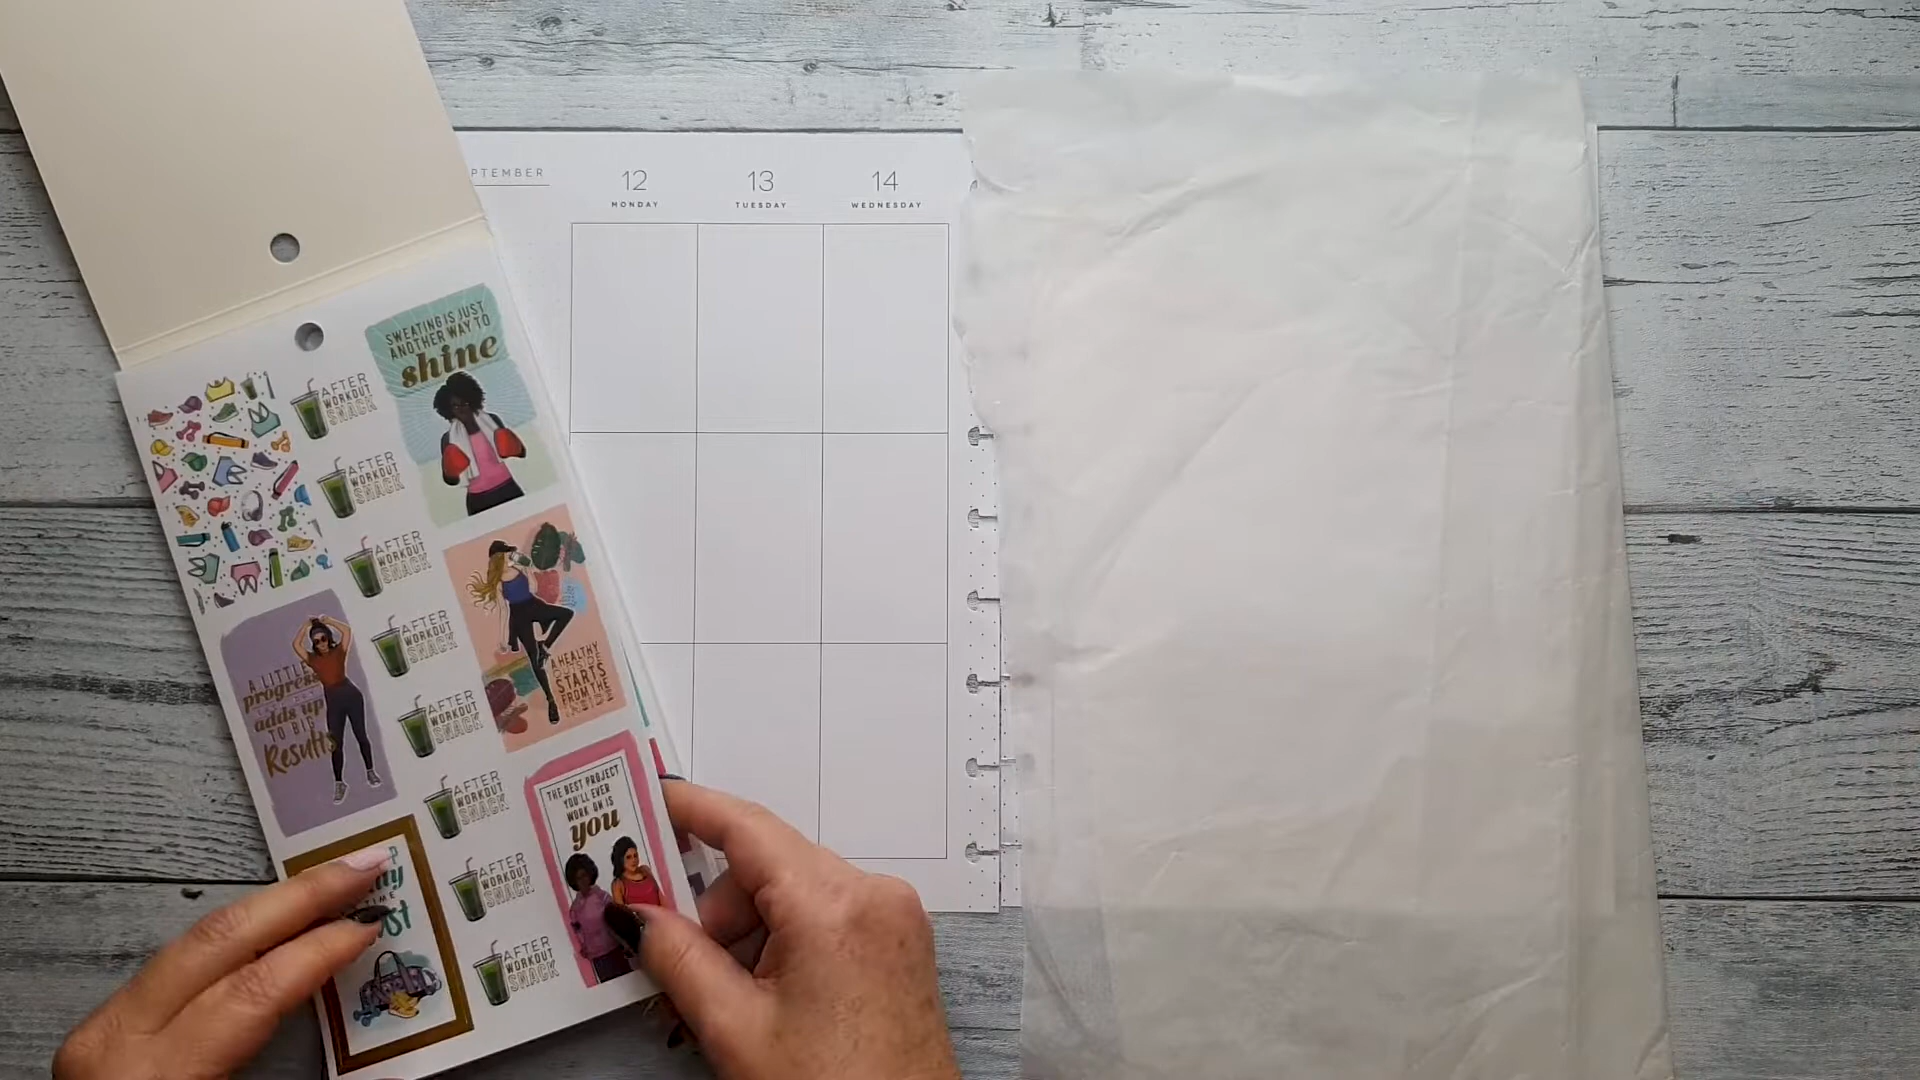 PTEMBER
12
MONDAY
13
TUESDAY
14
WEDNESDAY
SWEATING IS JUST
ANOTHER WAY TO
shine
AFTER
WORKOUT
SNACK
AFTER
WORKOUT
SNACK
AFTER
WORKOUT
SNACK
AFTER
WORKOUT
SNACK
AFTER
WORKOUT
SNACK
AFTER
WORKOUT
SNACK
AFTER
WORKOUT
SNACK
AFTER
WORKOUT
SNACK
A HEALTHY
OUTSIDE
STARTS
FROM THE
INSIDE
A LITTLE
progress
adds up
TO BIG
Results
THE BEST PROJECT
YOU'LL EVER
WORK ON IS
you
TIME